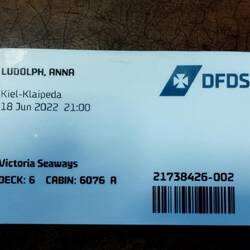 LUDOLPH, ANNA
DFDS
Kiel-Klaipeda
18 Jun 2022 21:00
Victoria Seaways
DECK: 6 CABIN: 6076 A
21738426-002